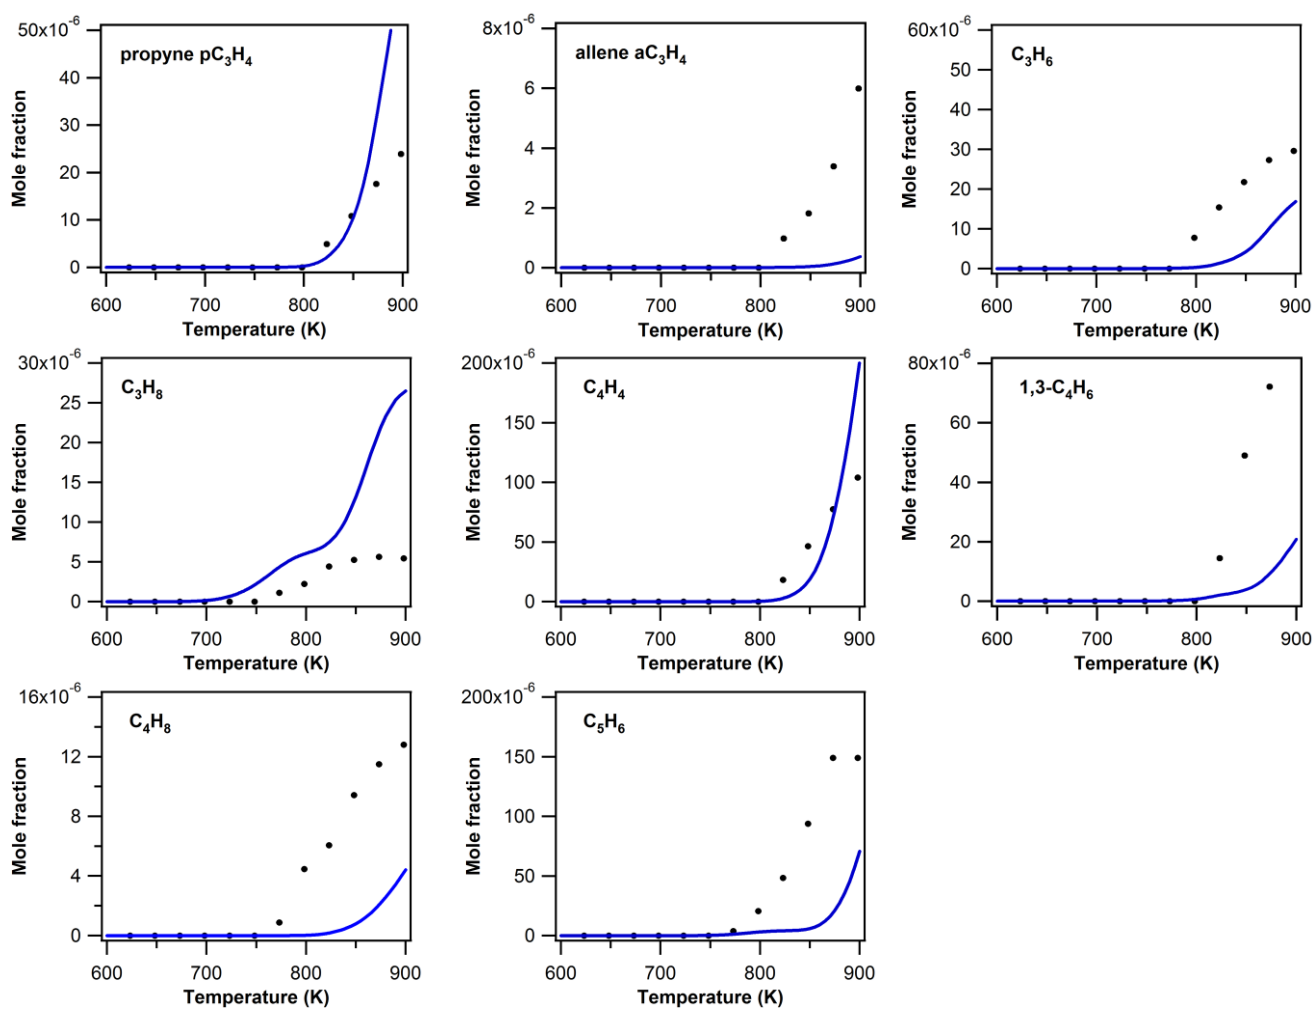 50x10⁻⁶
40
30
20
10
0
Mole fraction
propyne pC₃H₄
600 700 800 900
Temperature (K)
8x10⁻⁶
6
4
2
0
Mole fraction
allene aC₃H₄
600 700 800 900
Temperature (K)
60x10⁻⁶
50
40
30
20
10
0
Mole fraction
C₃H₆
600 700 800 900
Temperature (K)
30x10⁻⁶
25
20
15
10
5
0
Mole fraction
C₃H₈
600 700 800 900
Temperature (K)
200x10⁻⁶
150
100
50
0
Mole fraction
C₄H₄
600 700 800 900
Temperature (K)
80x10⁻⁶
60
40
20
0
Mole fraction
1,3-C₄H₆
600 700 800 900
Temperature (K)
16x10⁻⁶
12
8
4
0
Mole fraction
C₄H₈
600 700 800 900
Temperature (K)
200x10⁻⁶
150
100
50
0
Mole fraction
C₅H₆
600 700 800 900
Temperature (K)